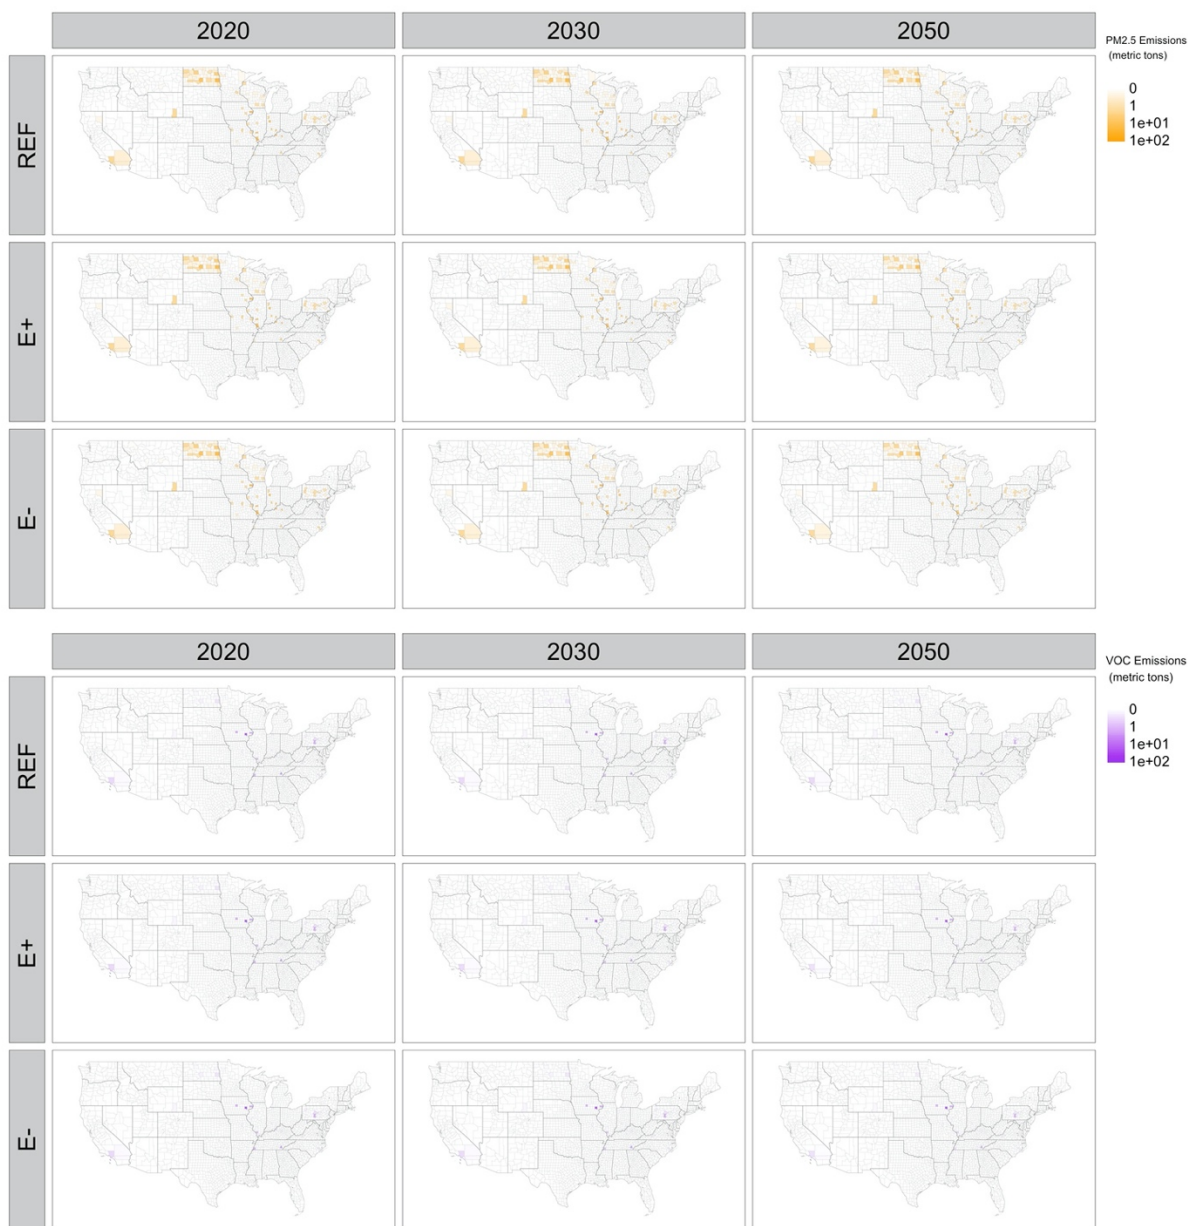 2020 2030 2050
PM2.5 Emissions
(metric tons)
0
1
1e+01
1e+02
REF
E+
E-
2020 2030 2050
VOC Emissions
(metric tons)
0
1
1e+01
1e+02
REF
E+
E-